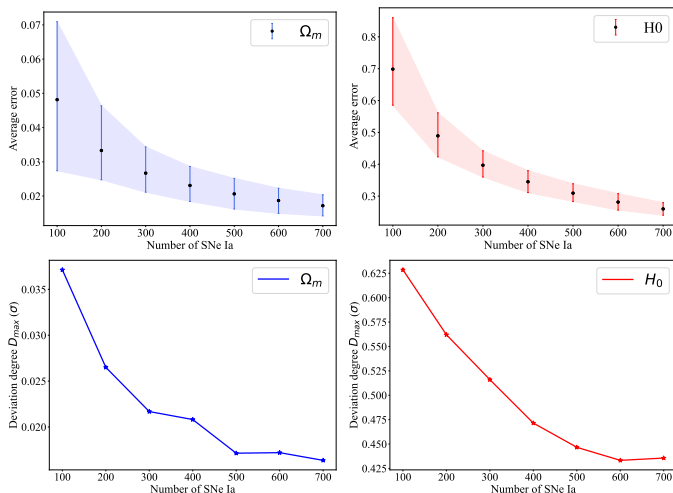 0.07
0.06
0.05
0.04
0.03
0.02
Average error
Ω_m
100 200 300 400 500 600 700
Number of SNe Ia
0.8
0.7
0.6
0.5
0.4
0.3
Average error
H0
100 200 300 400 500 600 700
Number of SNe Ia
0.035
0.030
0.025
0.020
Deviation degree D_max (σ)
Ω_m
100 200 300 400 500 600 700
Number of SNe Ia
0.625
0.600
0.575
0.550
0.525
0.500
0.475
0.450
0.425
Deviation degree D_max (σ)
H_0
100 200 300 400 500 600 700
Number of SNe Ia